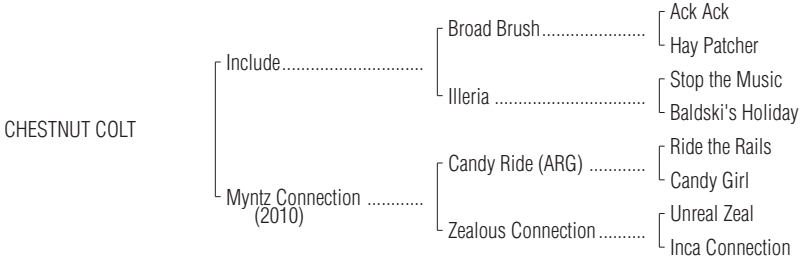 Ack Ack
Broad Brush......................
Hay Patcher
Include............................
Stop the Music
Illeria ................................
Baldski's Holiday
CHESTNUT COLT
Ride the Rails
Candy Ride (ARG) ............
Candy Girl
Myntz Connection ............
(2010)
Unreal Zeal
Zealous Connection..........
Inca Connection